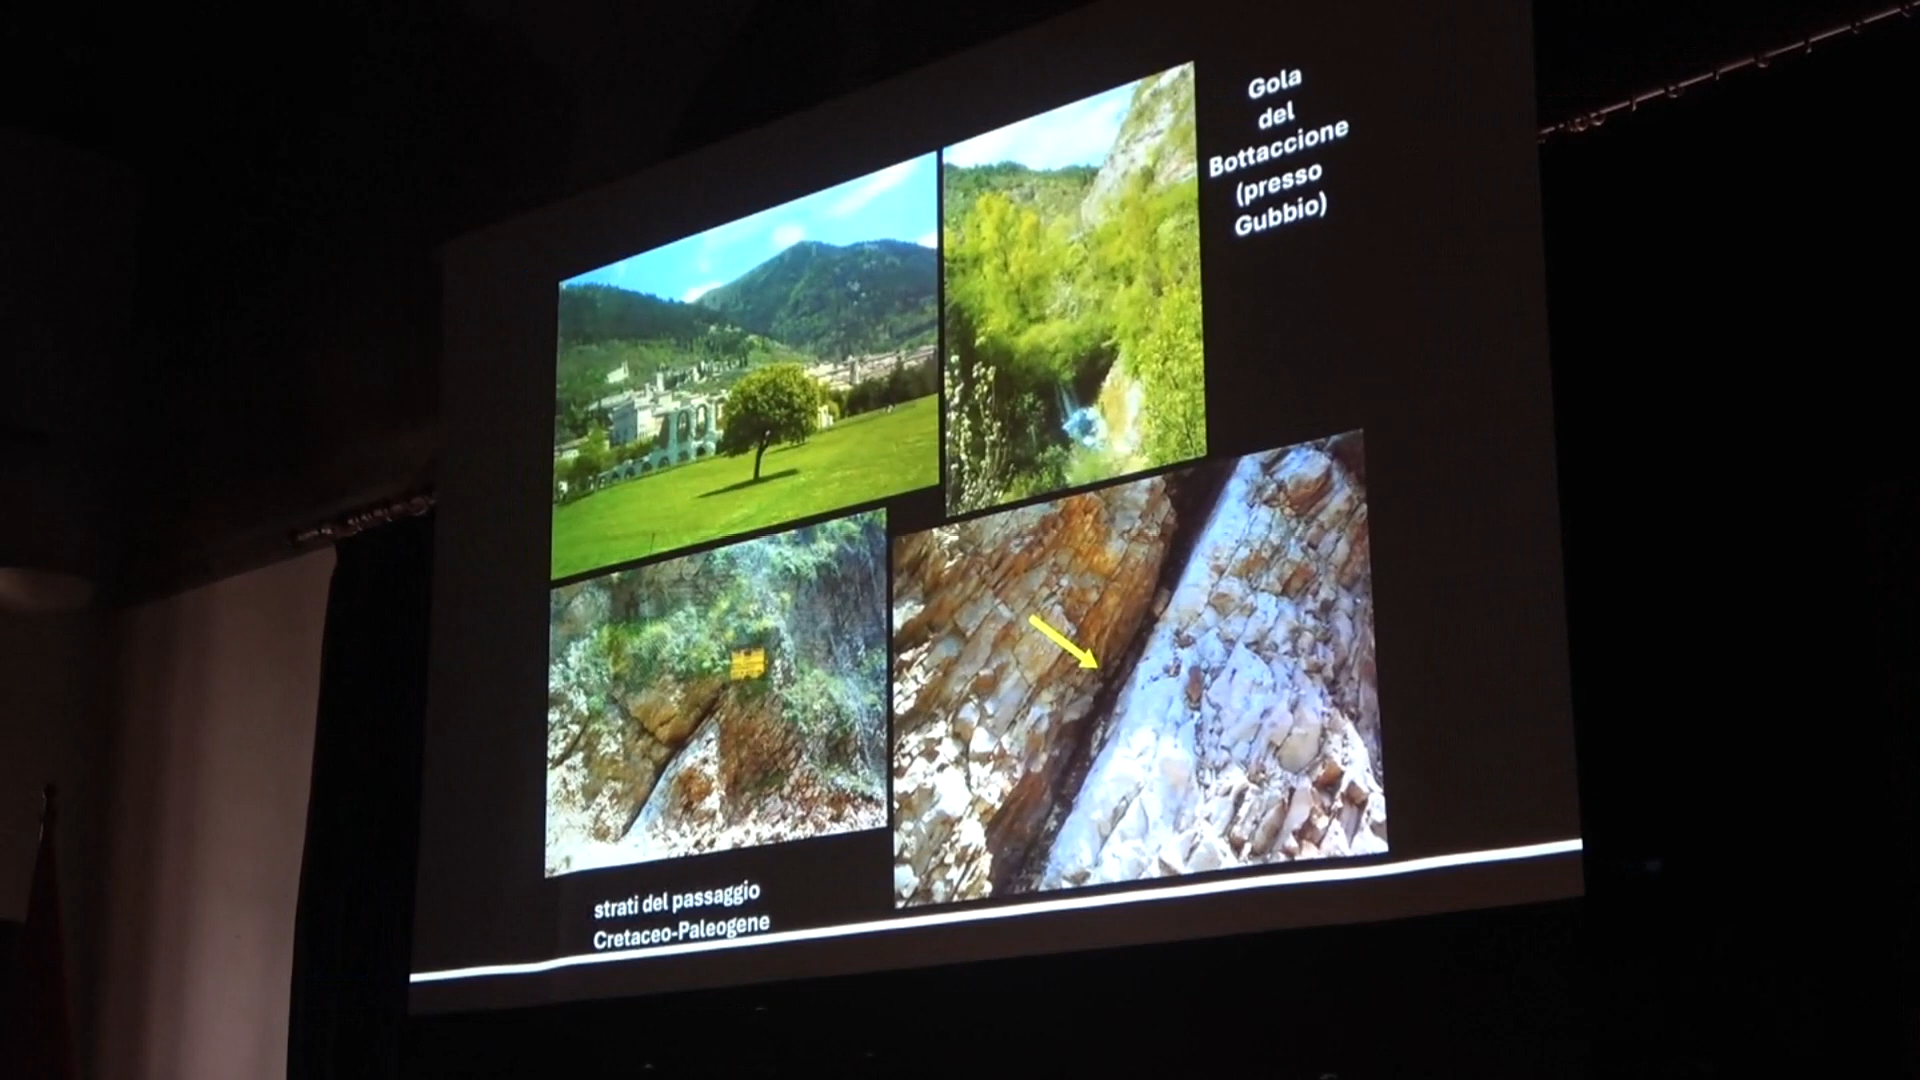 Gola
del
Bottaccione
(presso
Gubbio)
strati del passaggio
Cretaceo-Paleogene